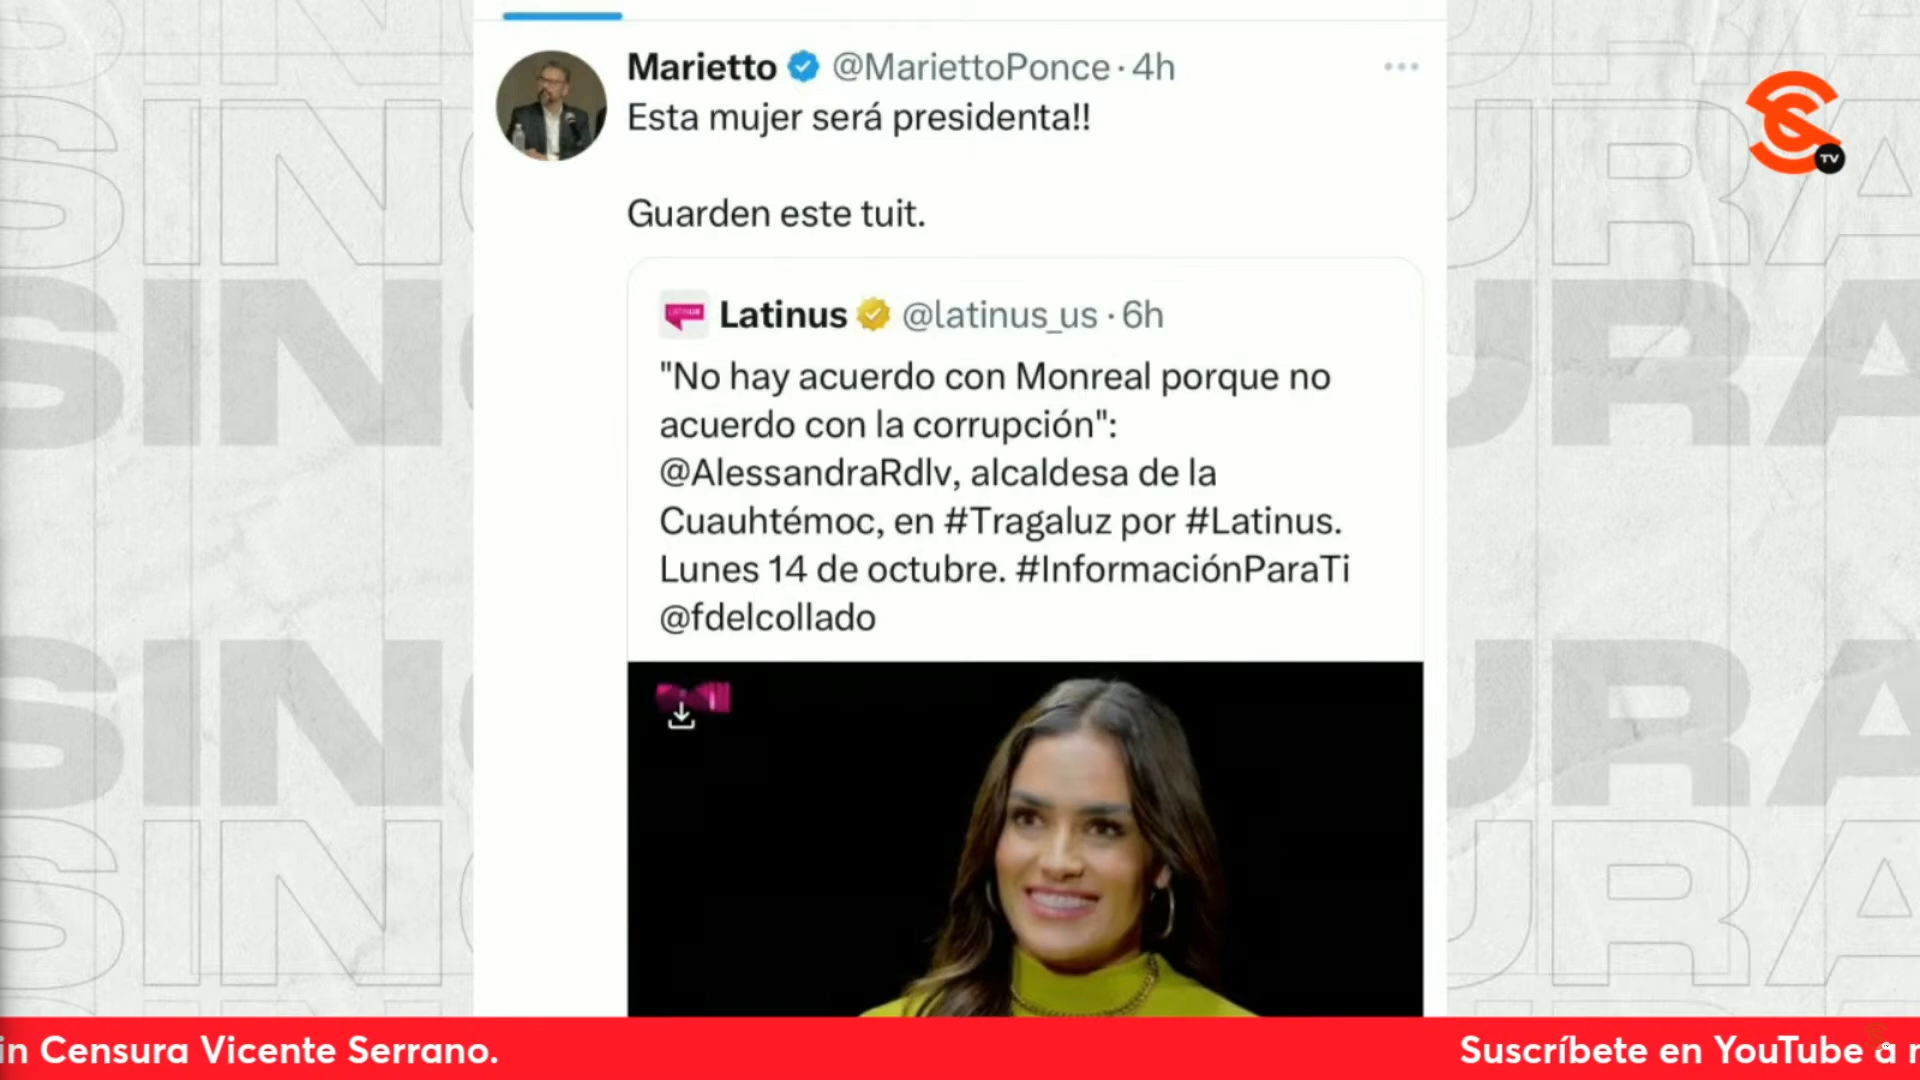 Marietto @MariettoPonce · 4h
Esta mujer será presidenta!!
Guarden este tuit.
Latinus @latinus_us · 6h
"No hay acuerdo con Monreal porque no
acuerdo con la corrupción":
@AlessandraRdlv, alcaldesa de la
Cuauhtémoc, en #Tragaluz por #Latinus.
Lunes 14 de octubre. #InformaciónParaTi
@fdelcollado
TV
in Censura Vicente Serrano.
Suscríbete en YouTube a